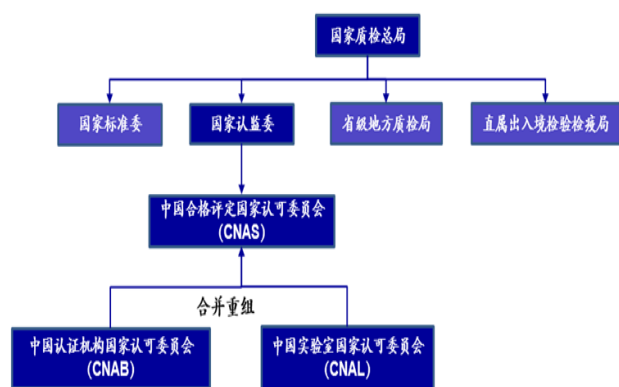 国家质检总局
国家标准委
国家认监委
省级地方质检局
直属出入境检验检疫局
中国合格评定国家认可委员会
(CNAS)
合并重组
中国认证机构国家认可委员会
(CNAB)
中国实验室国家认可委员会
(CNAL)